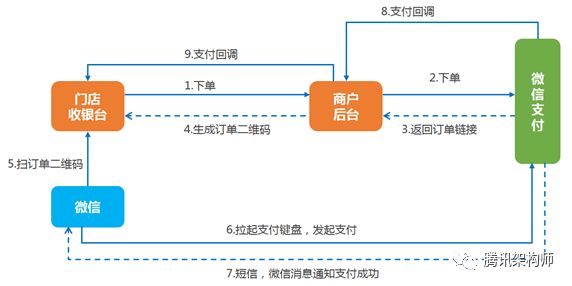 8.支付回调
9.支付回调
1.下单
2.下单
门店
收银台
商户
后台
微信支付
4.生成订单二维码
3.返回订单链接
5.扫订单二维码
微信
6.拉起支付键盘，发起支付
腾讯架构师
7.短信，微信消息通知支付成功